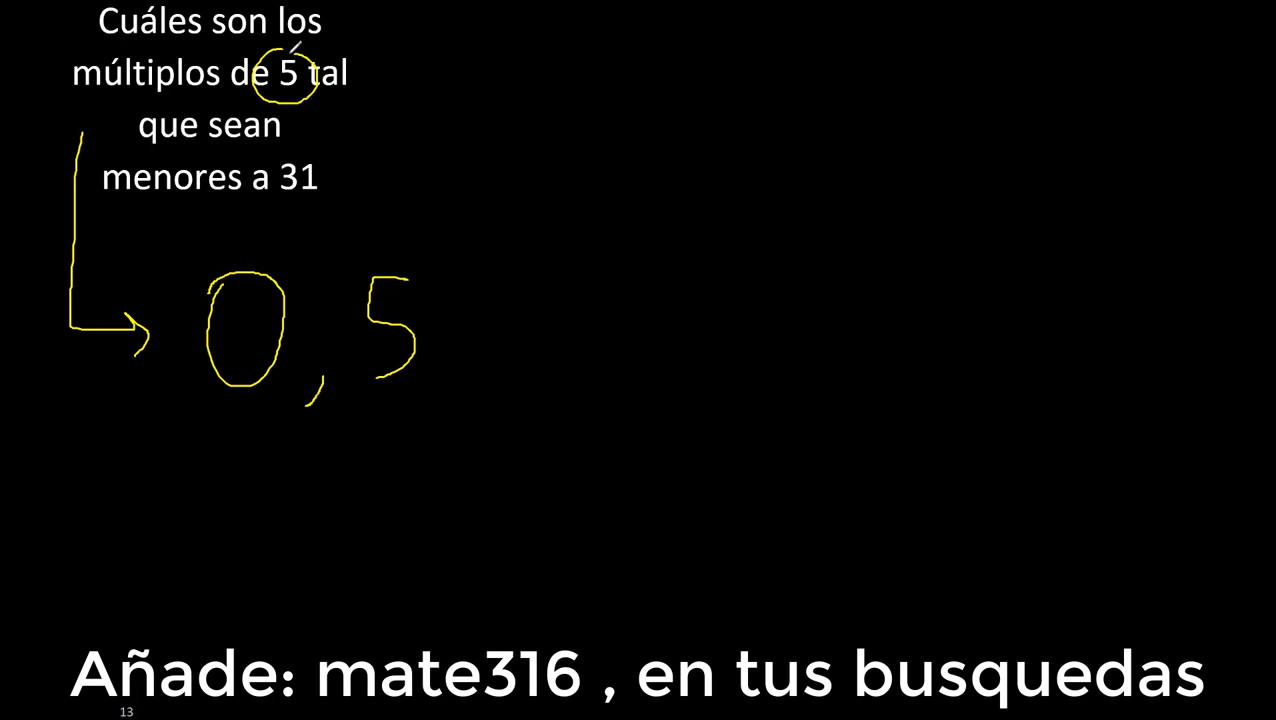 Cuáles son los
múltiplos de 5 tal
que sean
menores a 31
0, 5
Añade: mate316 , en tus busquedas
13